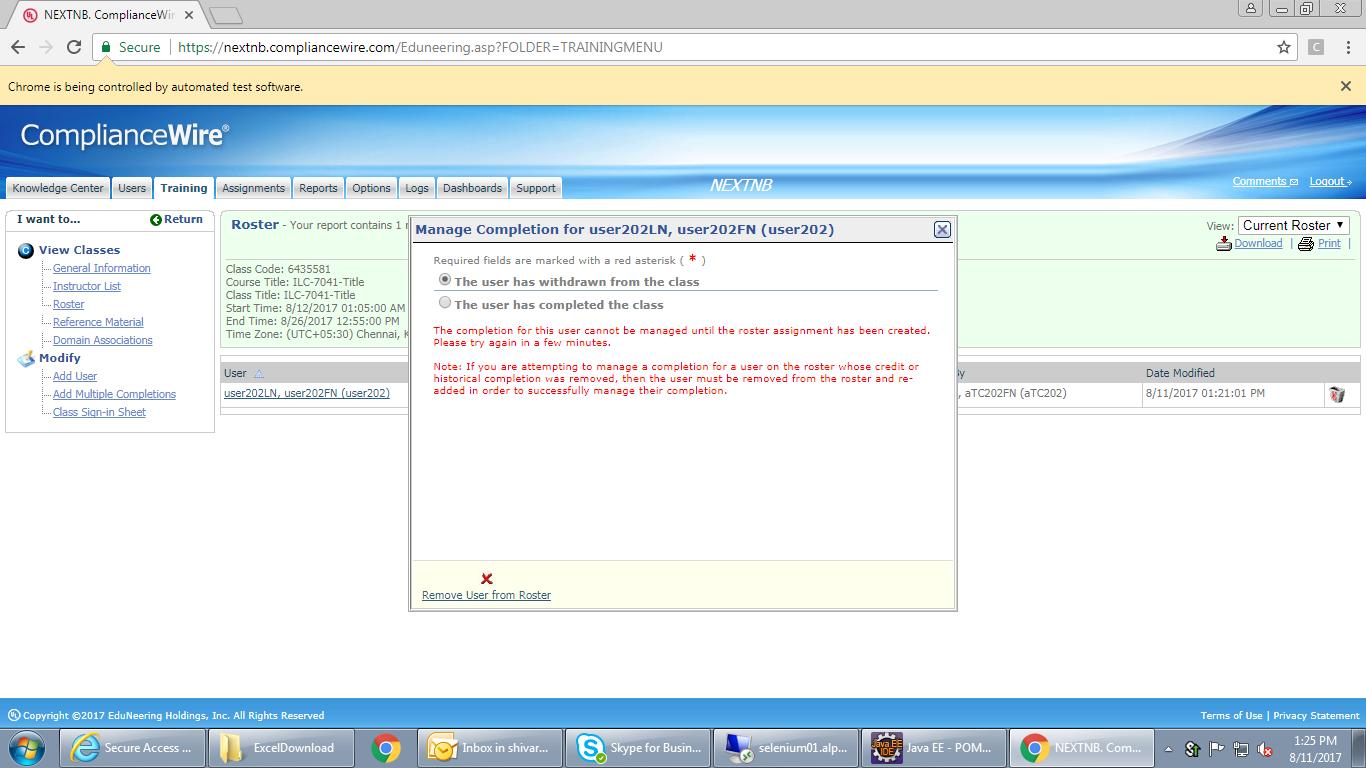 NEXTNB. ComplianceWir
Secure
https://nextnb.compliancewire.com/Eduneering.asp?FOLDER=TRAININGMENU
C
Chrome is being controlled by automated test software.
ComplianceWire®
Knowledge Center
Users
Training
Assignments
Reports
Options
Logs
Dashboards
Support
NEXTNB
Comments
Logout
I want to...
Return
View Classes
General Information
Instructor List
Roster
Reference Material
Domain Associations
Modify
Add User
Add Multiple Completions
Class Sign-in Sheet
Roster - Your report contains 1
View: Current Roster
Download | Print |
Class Code: 6435581
Course Title: ILC-7041-Title
Class Title: ILC-7041-Title
Start Time: 8/12/2017 01:05:00 AM
End Time: 8/26/2017 12:55:00 PM
Time Zone: (UTC+05:30) Chennai, K
User
By
Date Modified
user202LN, user202FN (user202)
, aTC202FN (aTC202)
8/11/2017 01:21:01 PM
Manage Completion for user202LN, user202FN (user202)
Required fields are marked with a red asterisk ( * )
The user has withdrawn from the class
The user has completed the class
The completion for this user cannot be managed until the roster assignment has been created.
Please try again in a few minutes.
Note: If you are attempting to manage a completion for a user on the roster whose credit or
historical completion was removed, then the user must be removed from the roster and re-
added in order to successfully manage their completion.
Remove User from Roster
Copyright ©2017 EduNeering Holdings, Inc. All Rights Reserved
Terms of Use | Privacy Statement
Secure Access ...
ExcelDownload
Inbox in shivar...
Skype for Busin...
selenium01.alp...
Java EE IDE
Java EE - POM...
NEXTNB. Com...
1:25 PM
8/11/2017